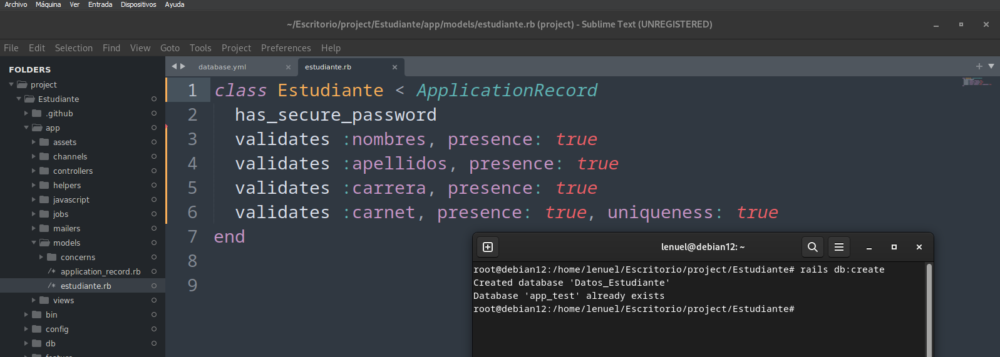 Archivo Máquina Ver Entrada Dispositivos Ayuda
~/Escritorio/project/Estudiante/app/models/estudiante.rb (project) - Sublime Text (UNREGISTERED)
File Edit Selection Find View Goto Tools Project Preferences Help
FOLDERS
project
Estudiante
.github
app
assets
channels
controllers
helpers
javascript
jobs
mailers
models
concerns
/* application_record.rb
/* estudiante.rb
views
bin
config
db
database.yml estudiante.rb
1 class Estudiante < ApplicationRecord
2 has_secure_password
3 validates :nombres, presence: true
4 validates :apellidos, presence: true
5 validates :carrera, presence: true
6 validates :carnet, presence: true, uniqueness: true
7 end
8
9
lenuel@debian12: ~
root@debian12:/home/lenuel/Escritorio/project/Estudiante# rails db:create
Created database 'Datos_Estudiante'
Database 'app_test' already exists
root@debian12:/home/lenuel/Escritorio/project/Estudiante#